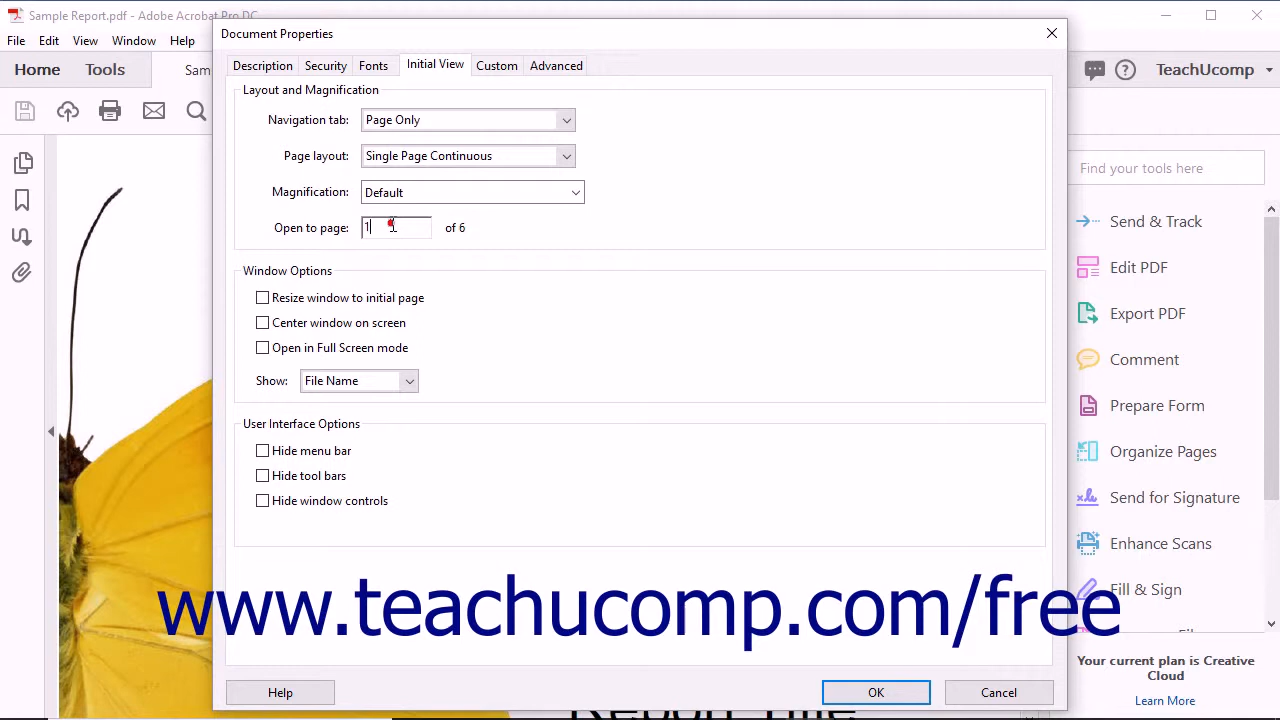 Sample Report.pdf - Adobe Acrobat Pro DC
File Edit View Window Help
Home Tools Sam
TeachUcomp
Document Properties
Description Security Fonts Initial View Custom Advanced
Layout and Magnification
Navigation tab: Page Only
Page layout: Single Page Continuous
Magnification: Default
Open to page: 1 of 6
Window Options
Resize window to initial page
Center window on screen
Open in Full Screen mode
Show: File Name
User Interface Options
Hide menu bar
Hide tool bars
Hide window controls
Help OK Cancel
Find your tools here
Send & Track
Edit PDF
Export PDF
Comment
Prepare Form
Organize Pages
Send for Signature
Enhance Scans
Fill & Sign
Your current plan is Creative
Cloud
Learn More
www.teachucomp.com/free
Report Title